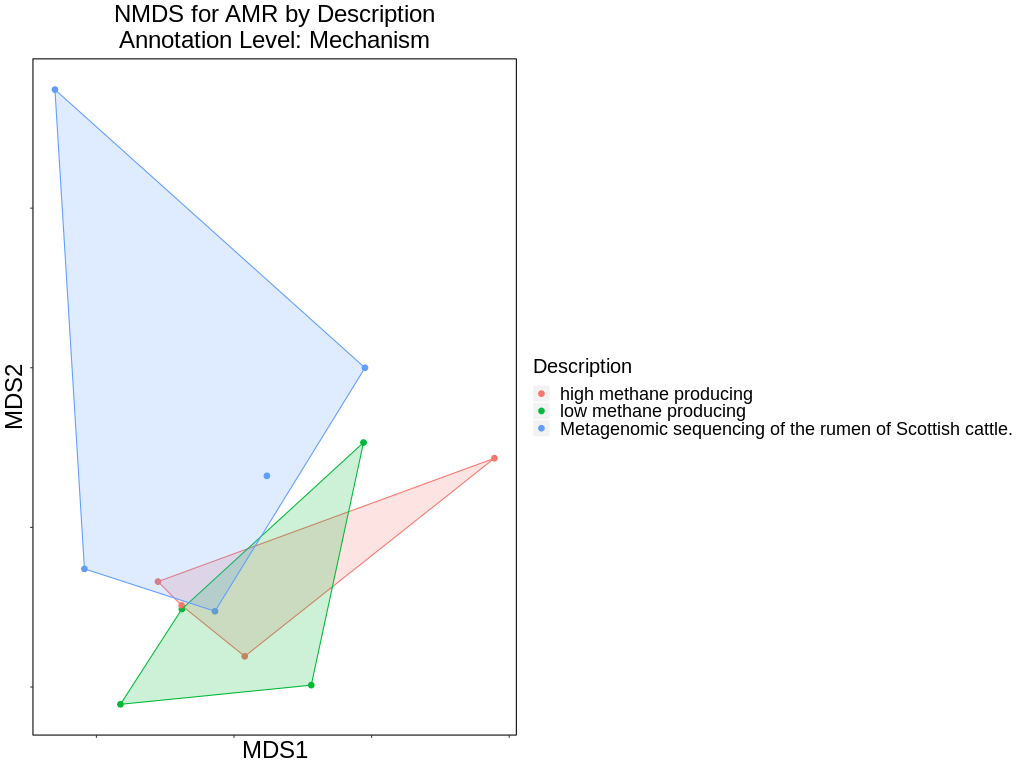 NMDS for AMR by Description
Annotation Level: Mechanism
MDS2
MDS1
Description
high methane producing
low methane producing
Metagenomic sequencing of the rumen of Scottish cattle.